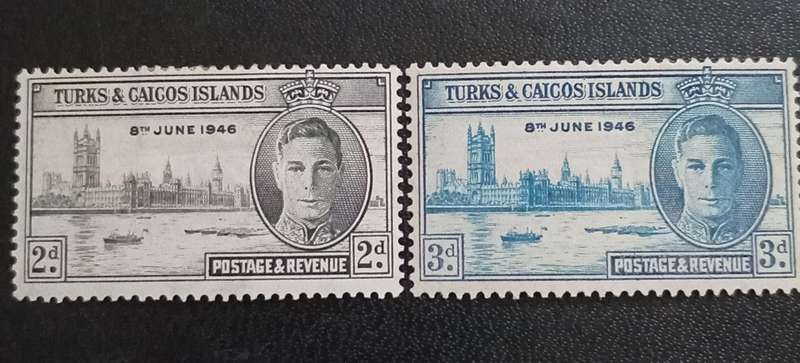 TURKS & CAICOS ISLANDS
8TH JUNE 1946
2d.
POSTAGE & REVENUE
2d.
TURKS & CAICOS ISLANDS
8TH JUNE 1946
3d.
POSTAGE & REVENUE
3d.